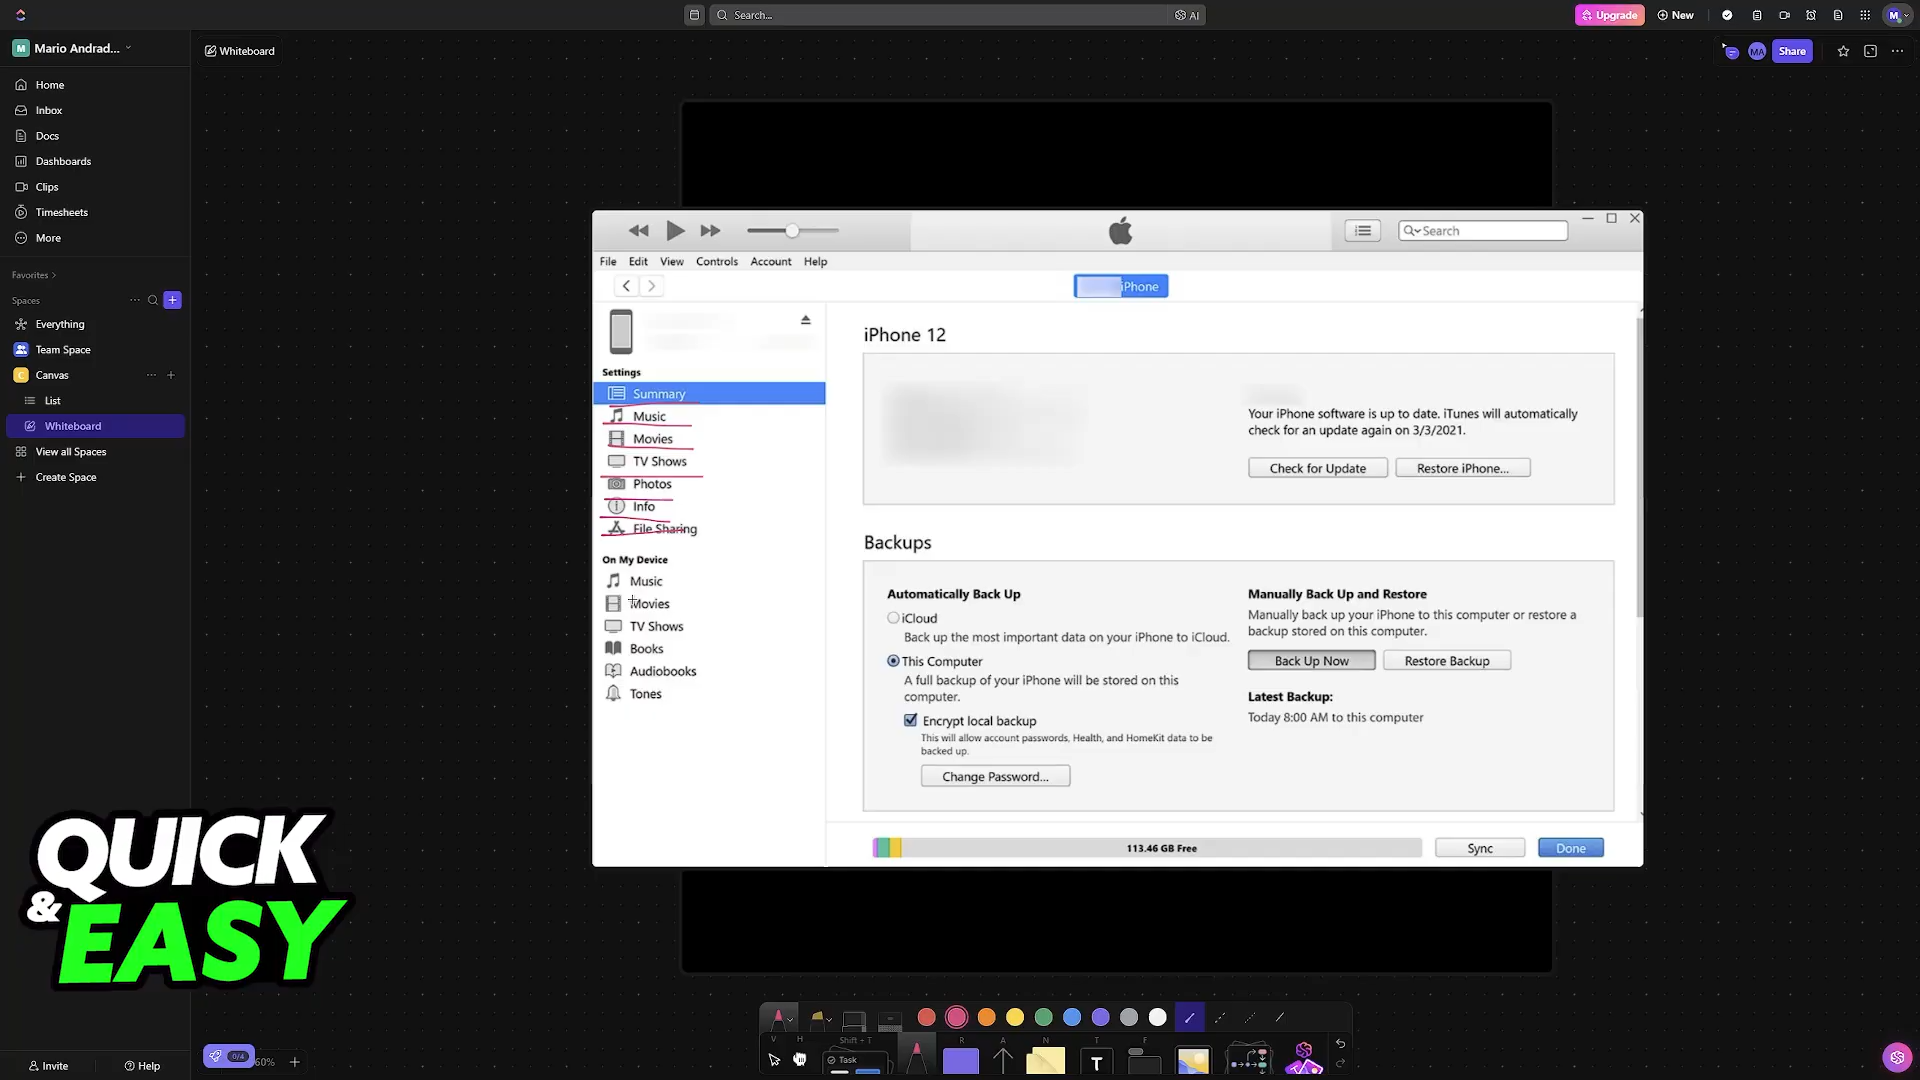 Search...
AI
Upgrade
New
M
M
Mario Andrad...
Whiteboard
MA
Share
Home
Inbox
Docs
Dashboards
Clips
Timesheets
More
Favorites
Spaces
Everything
Team Space
C
Canvas
List
Whiteboard
View all Spaces
Create Space
Search
File Edit View Controls Account Help
iPhone
Settings
Summary
Music
Movies
TV Shows
Photos
Info
File Sharing
On My Device
Music
Movies
TV Shows
Books
Audiobooks
Tones
iPhone 12
Your iPhone software is up to date. iTunes will automatically
check for an update again on 3/3/2021.
Check for Update
Restore iPhone...
Backups
Automatically Back Up
iCloud
Back up the most important data on your iPhone to iCloud.
This Computer
A full backup of your iPhone will be stored on this
computer.
Encrypt local backup
This will allow account passwords, Health, and HomeKit data to be
backed up.
Change Password...
Manually Back Up and Restore
Manually back up your iPhone to this computer or restore a
backup stored on this computer.
Back Up Now
Restore Backup
Latest Backup:
Today 8:00 AM to this computer
113.46 GB Free
Sync
Done
QUICK
& EASY
Invite
Help
0/4
60%
V H Shift + T R A N T F
Task
T